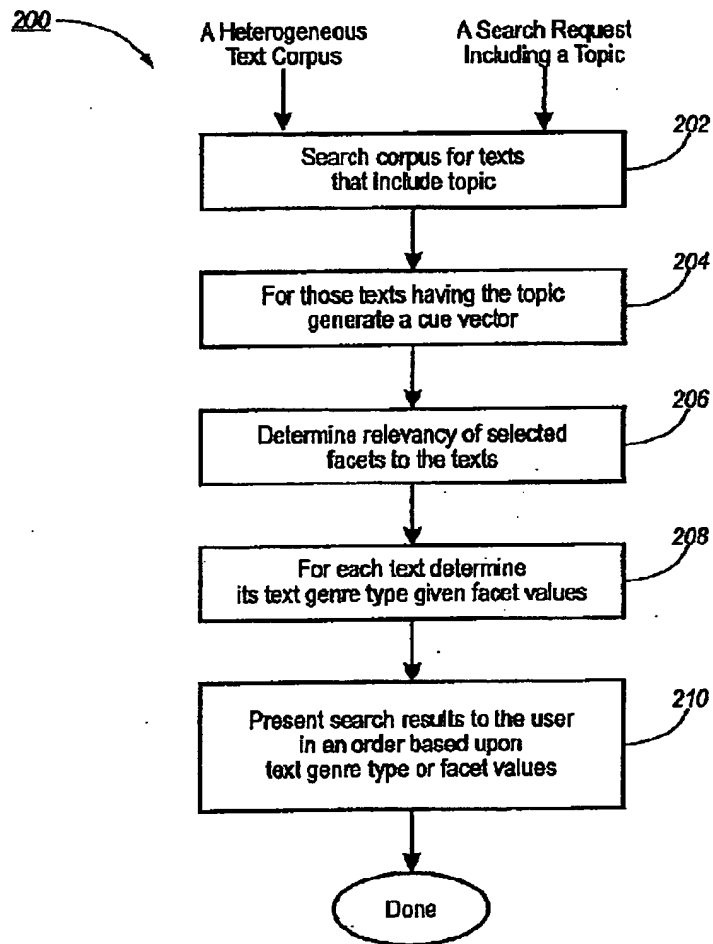 200
A Heterogeneous
Text Corpus
A Search Request
Including a Topic
202
Search corpus for texts
that include topic
204
For those texts having the topic
generate a cue vector
206
Determine relevancy of selected
facets to the texts
208
For each text determine
its text genre type given facet values
210
Present search results to the user
in an order based upon
text genre type or facet values
Done